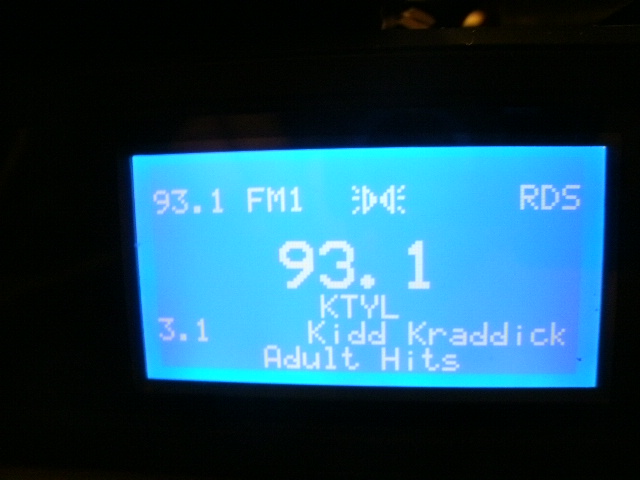 93.1 FM1 RDS
93.1
KTYL
3.1 Kidd Kraddick
Adult Hits